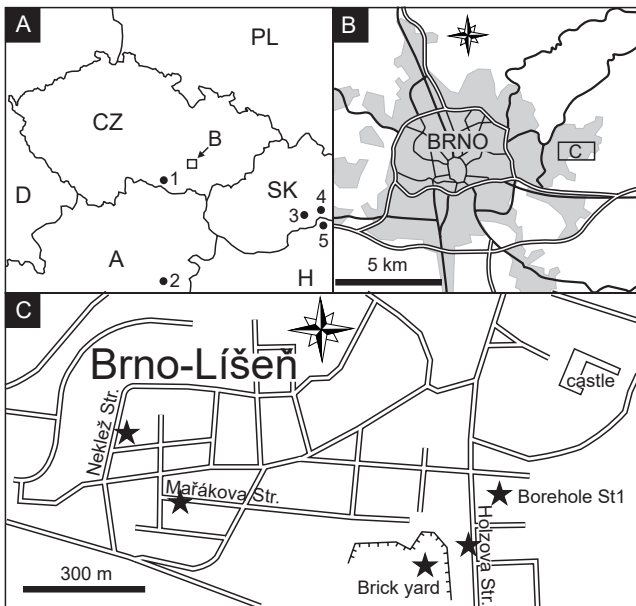 A
PL
CZ
B
1
D
SK
4
3
5
A
2
H
B
BRNO
C
5 km
C
Brno-Líšeň
castle
Neklež Str.
Mařákova Str.
Borehole St1
Holzova Str.
Brick yard
300 m